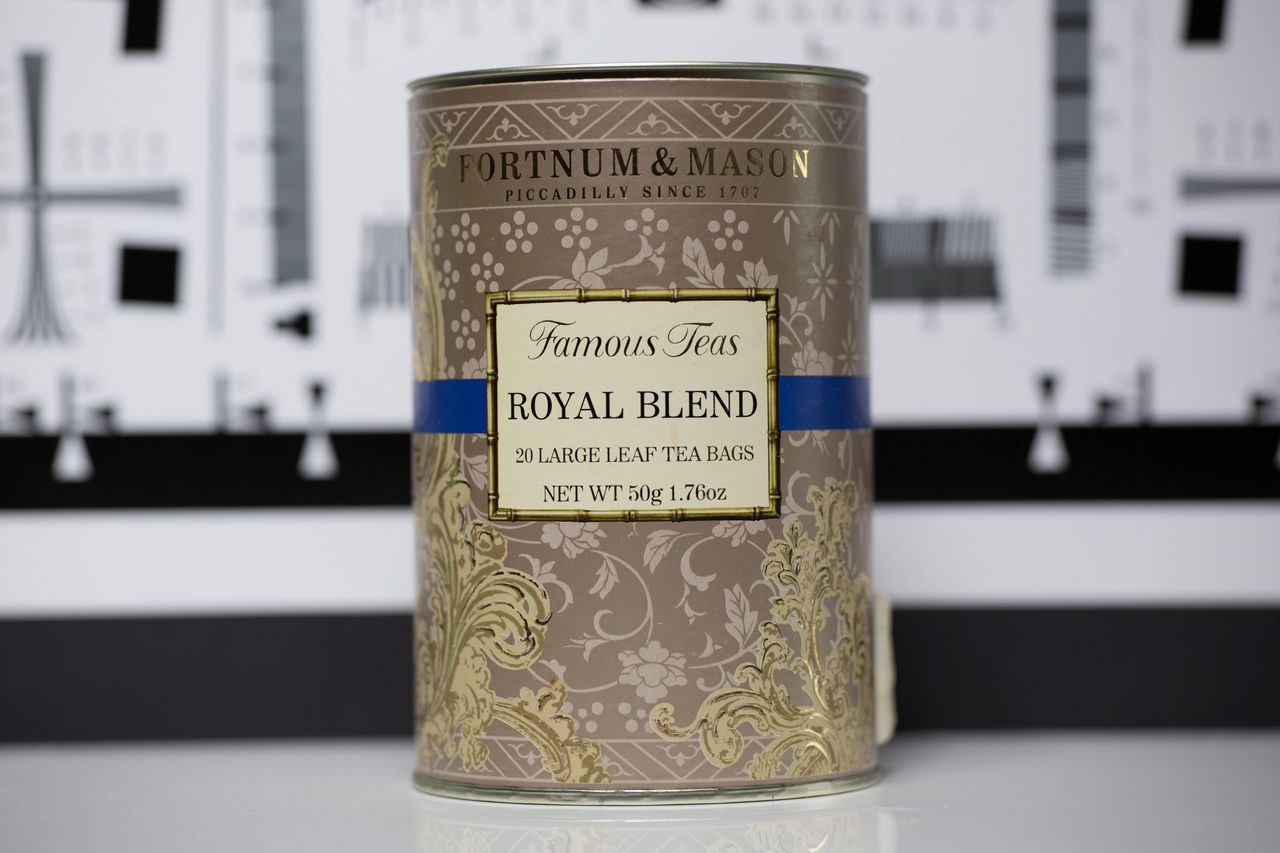 FORTNUM & MASON
PICCADILLY SINCE 1707
Famous Teas
ROYAL BLEND
20 LARGE LEAF TEA BAGS
NET WT 50g 1.76oz